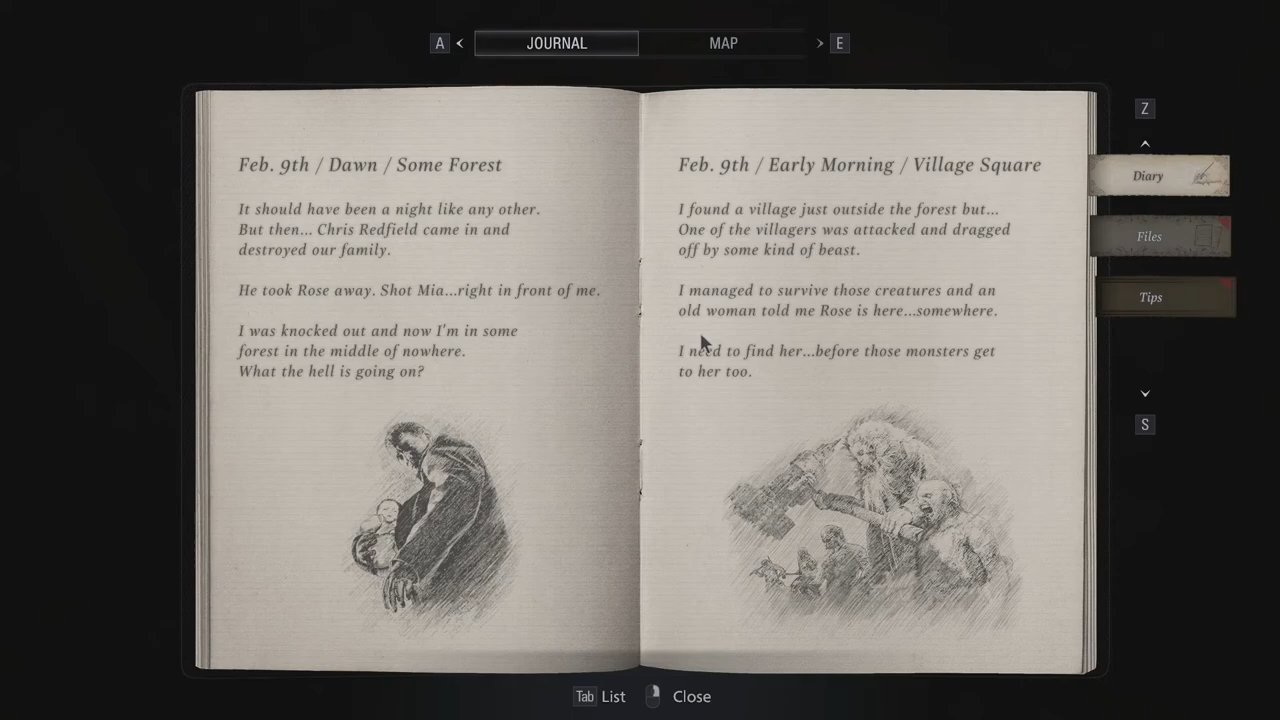 A
JOURNAL
MAP
E
Feb. 9th / Dawn / Some Forest
It should have been a night like any other.
But then... Chris Redfield came in and
destroyed our family.
He took Rose away. Shot Mia...right in front of me.
I was knocked out and now I'm in some
forest in the middle of nowhere.
What the hell is going on?
Feb. 9th / Early Morning / Village Square
I found a village just outside the forest but...
One of the villagers was attacked and dragged
off by some kind of beast.
I managed to survive those creatures and an
old woman told me Rose is here...somewhere.
I need to find her...before those monsters get
to her too.
Z
Diary
Files
Tips
S
Tab List
Close